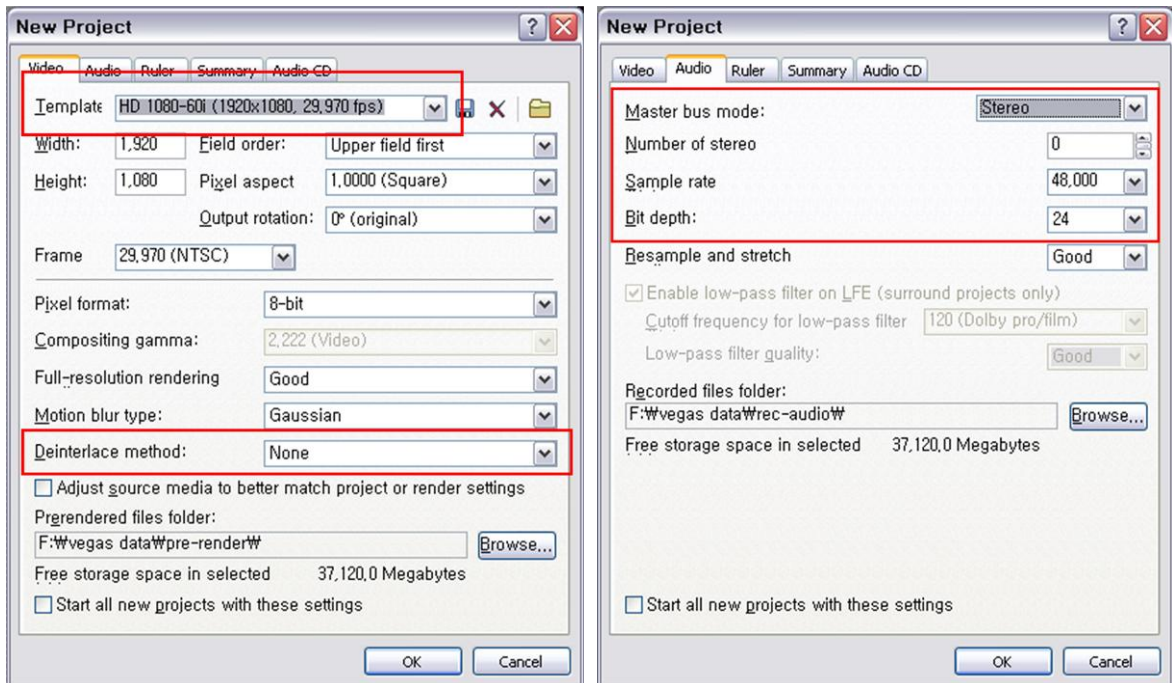 New Project
Video Audio Ruler Summary Audio CD
Template HD 1080-60i (1920x1080, 29,970 fps)
Width: 1,920 Field order: Upper field first
Height: 1,080 Pixel aspect 1,0000 (Square)
Output rotation: 0° (original)
Frame 29,970 (NTSC)
Pixel format: 8-bit
Compositing gamma: 2,222 (Video)
Full-resolution rendering Good
Motion blur type: Gaussian
Deinterlace method: None
Adjust source media to better match project or render settings
Prerendered files folder:
F:₩vegas data₩pre-render₩ Browse...
Free storage space in selected 37,120,0 Megabytes
Start all new projects with these settings
OK Cancel
New Project
Video Audio Ruler Summary Audio CD
Master bus mode: Stereo
Number of stereo 0
Sample rate 48,000
Bit depth: 24
Resample and stretch Good
Enable low-pass filter on LFE (surround projects only)
Cutoff frequency for low-pass filter 120 (Dolby pro/film)
Low-pass filter quality: Good
Recorded files folder:
F:₩vegas data₩rec-audio₩ Browse...
Free storage space in selected 37,120,0 Megabytes
Start all new projects with these settings
OK Cancel